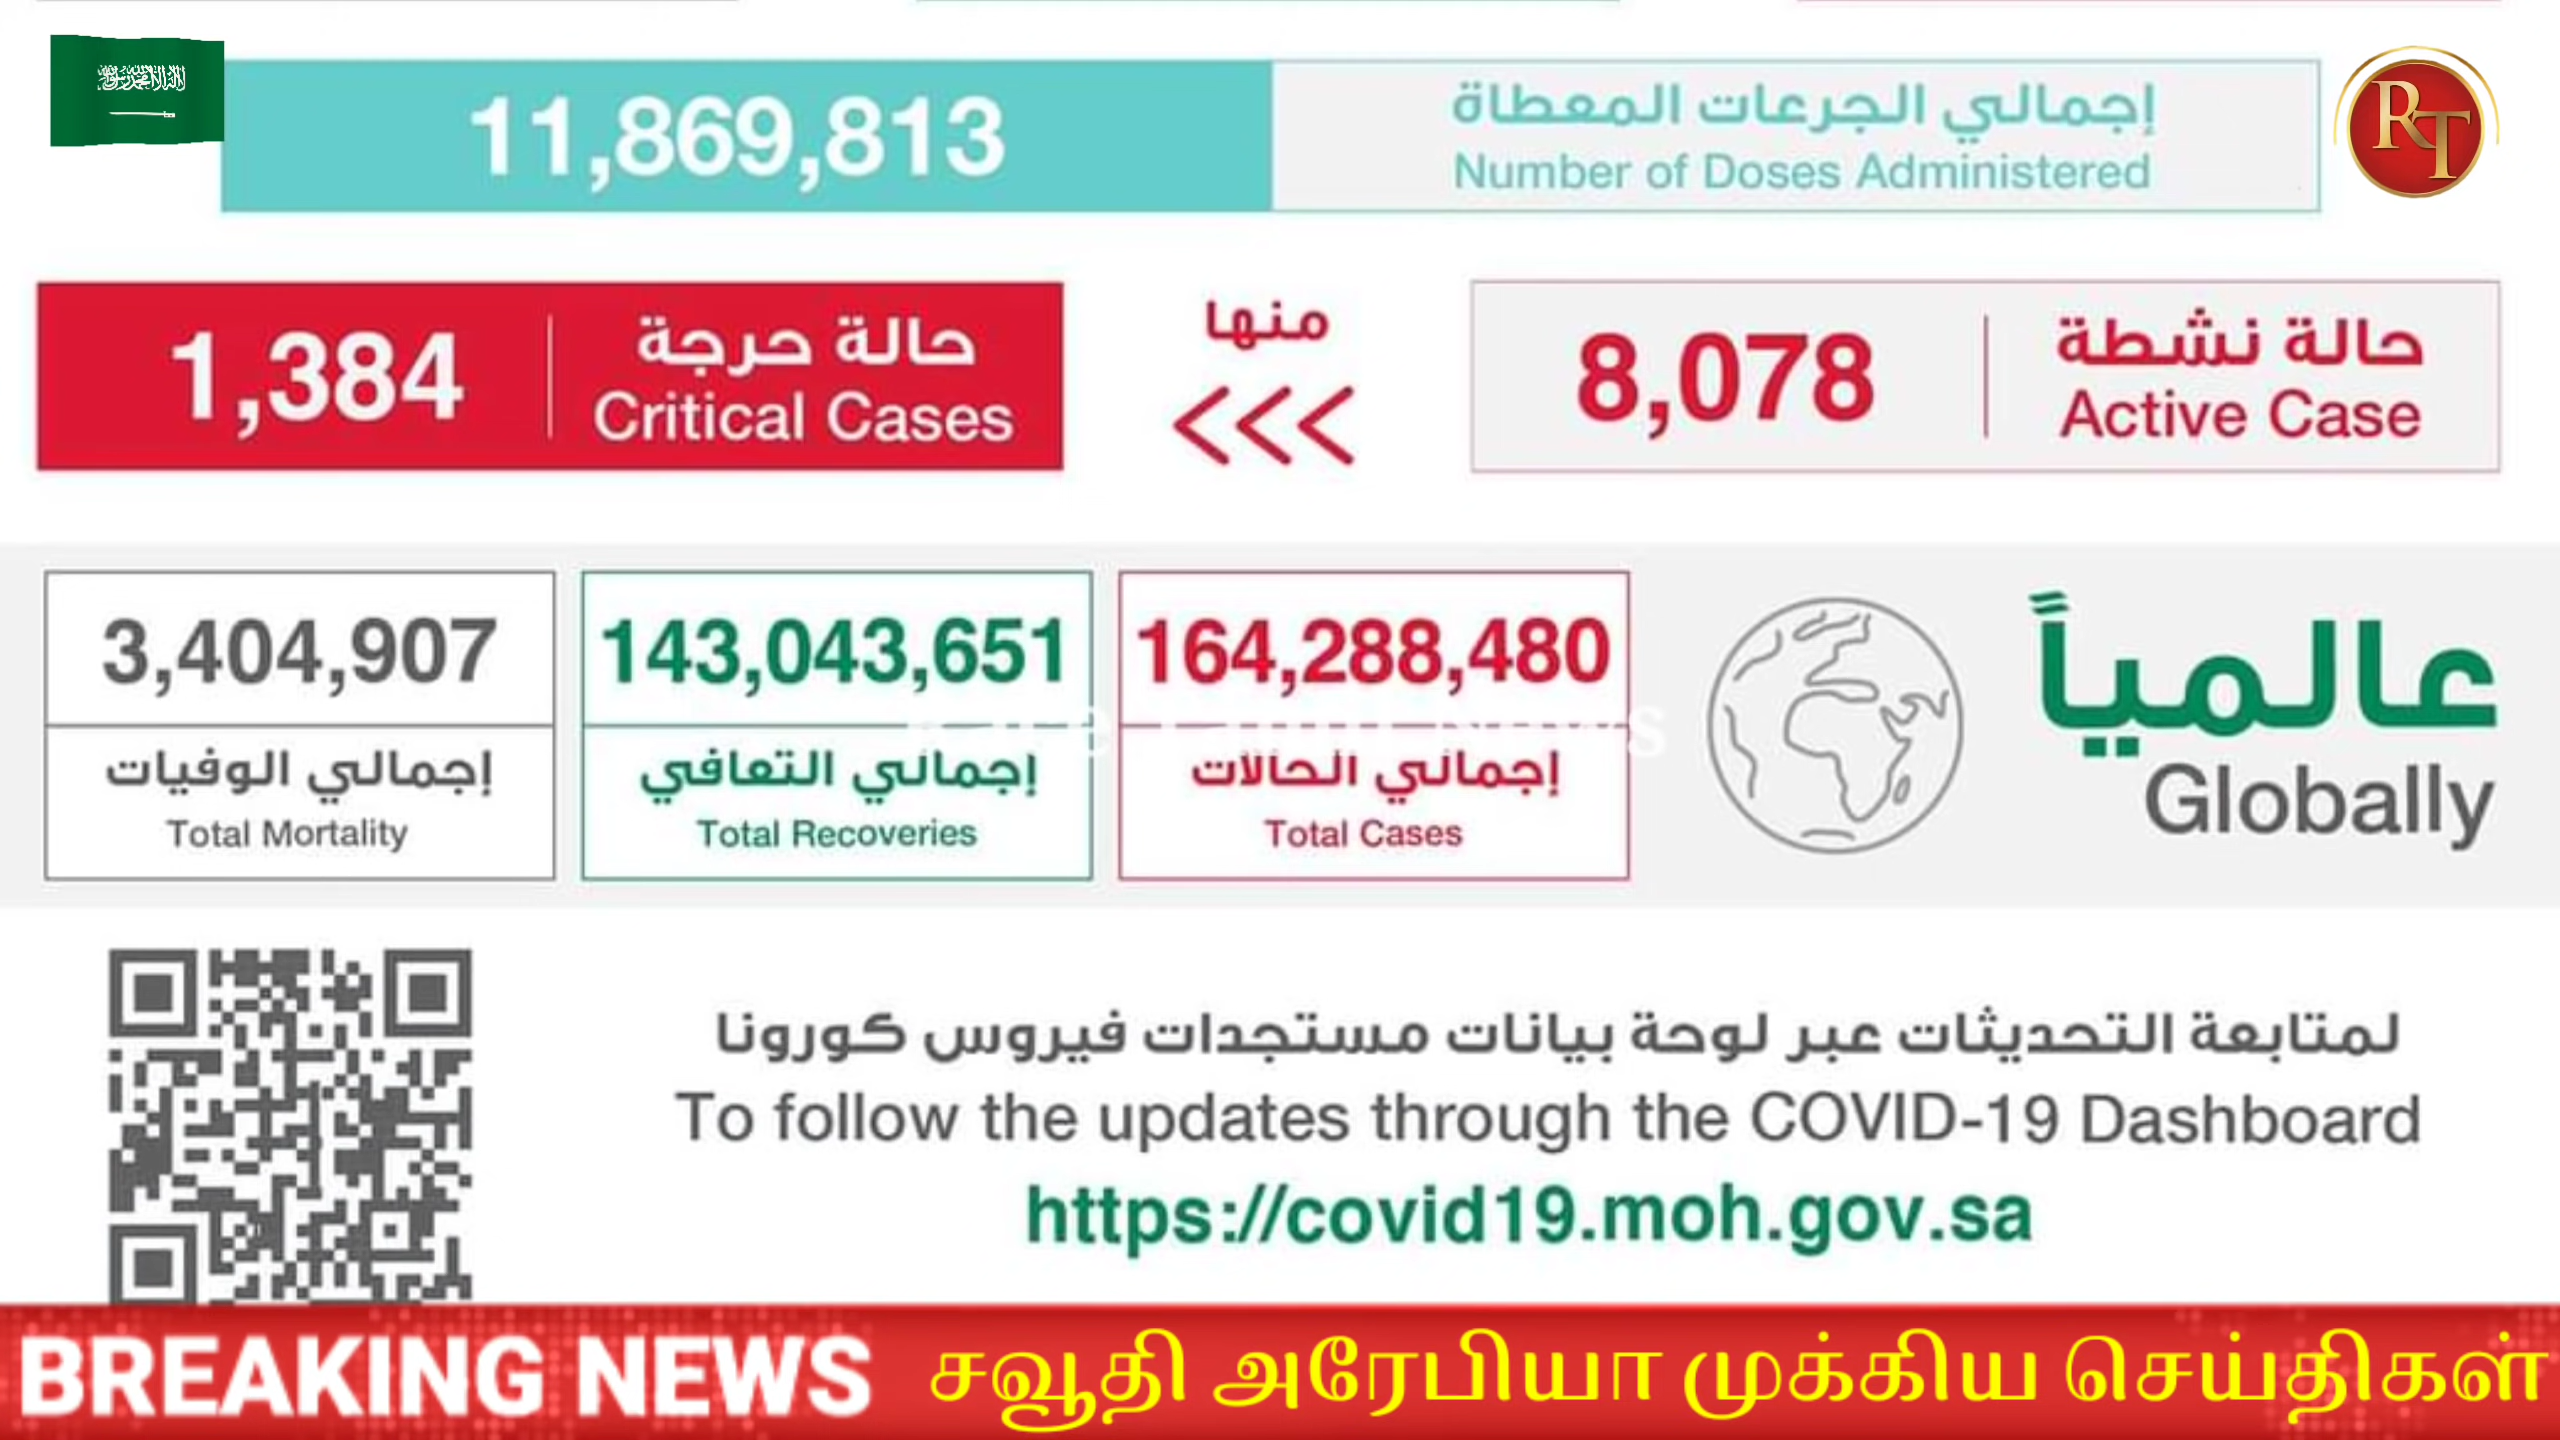 إجمالي الجرعات المعطاة
Number of Doses Administered
11,869,813
RT
حالة نشطة
Active Case
8,078
منها
حالة حرجة
Critical Cases
1,384
عالمياً
Globally
164,288,480
إجمالي الحالات
Total Cases
143,043,651
إجمالي التعافي
Total Recoveries
3,404,907
إجمالي الوفيات
Total Mortality
لمتابعة التحديثات عبر لوحة بيانات مستجدات فيروس كورونا
To follow the updates through the COVID-19 Dashboard
https://covid19.moh.gov.sa
BREAKING NEWS சவூதி அரேபியா முக்கிய செய்திகள்